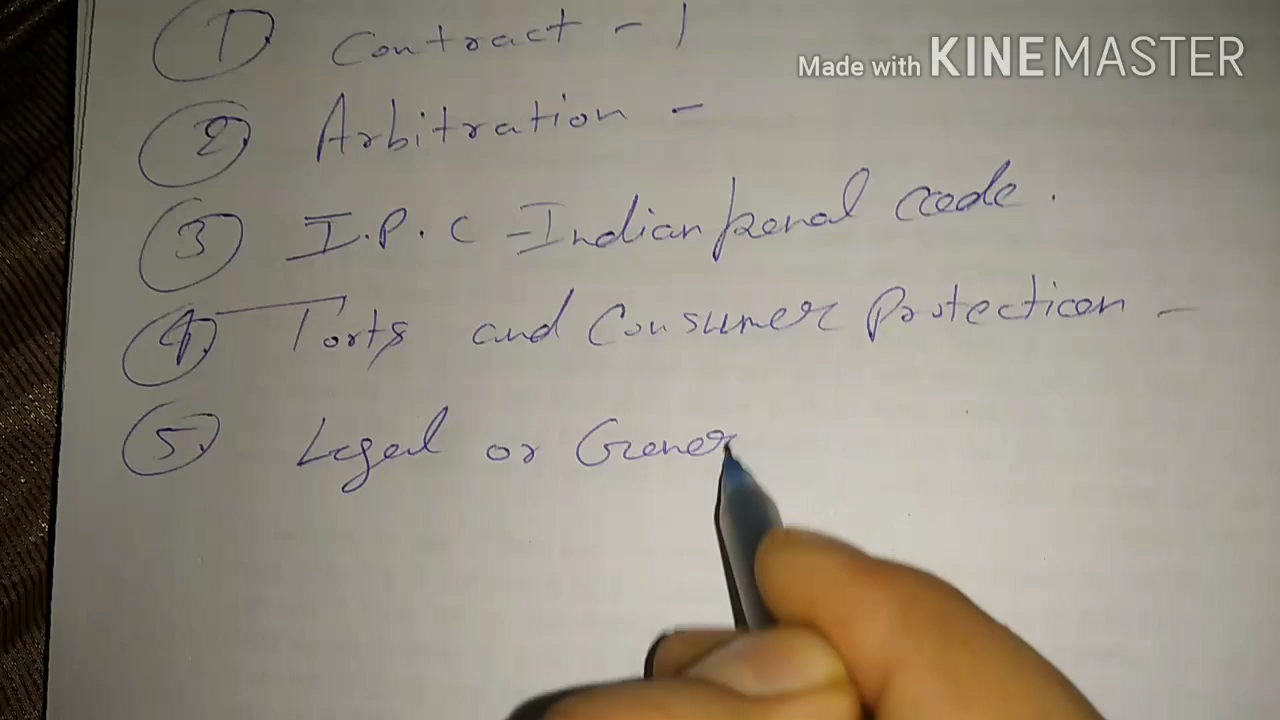 ① Contract - 1
Made with KINEMASTER
② Arbitration -
③ I.P.C - Indian penal code.
④ Torts and Consumer Protection -
⑤ Legal or Gener